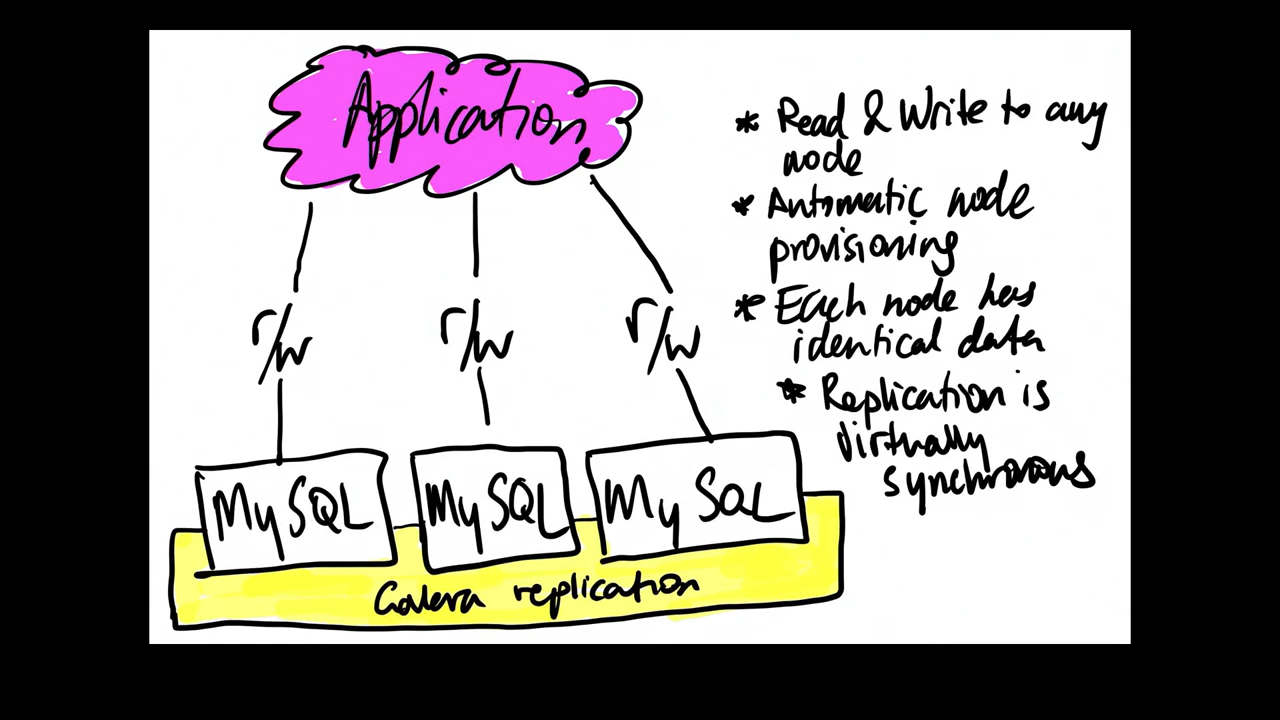 Application
r/w
r/w
r/w
MySQL
MySQL
MySQL
Galera replication
* Read & Write to any
node
* Automatic node
provisioning
* Each node has
identical data
* Replication is
virtually
synchronous